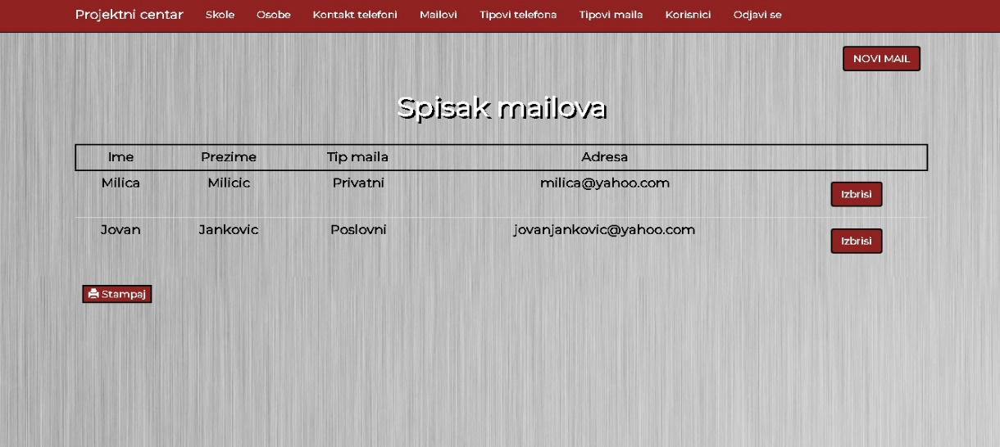 Projektni centar Skole Osobe Kontakt telefoni Mailovi Tipovi telefona Tipovi maila Korisnici Odjavi se
NOVI MAIL
Spisak mailova
Ime Prezime Tip maila Adresa
Milica Milicic Privatni milica@yahoo.com Izbrisi
Jovan Jankovic Poslovni jovanjankovic@yahoo.com Izbrisi
Stampaj